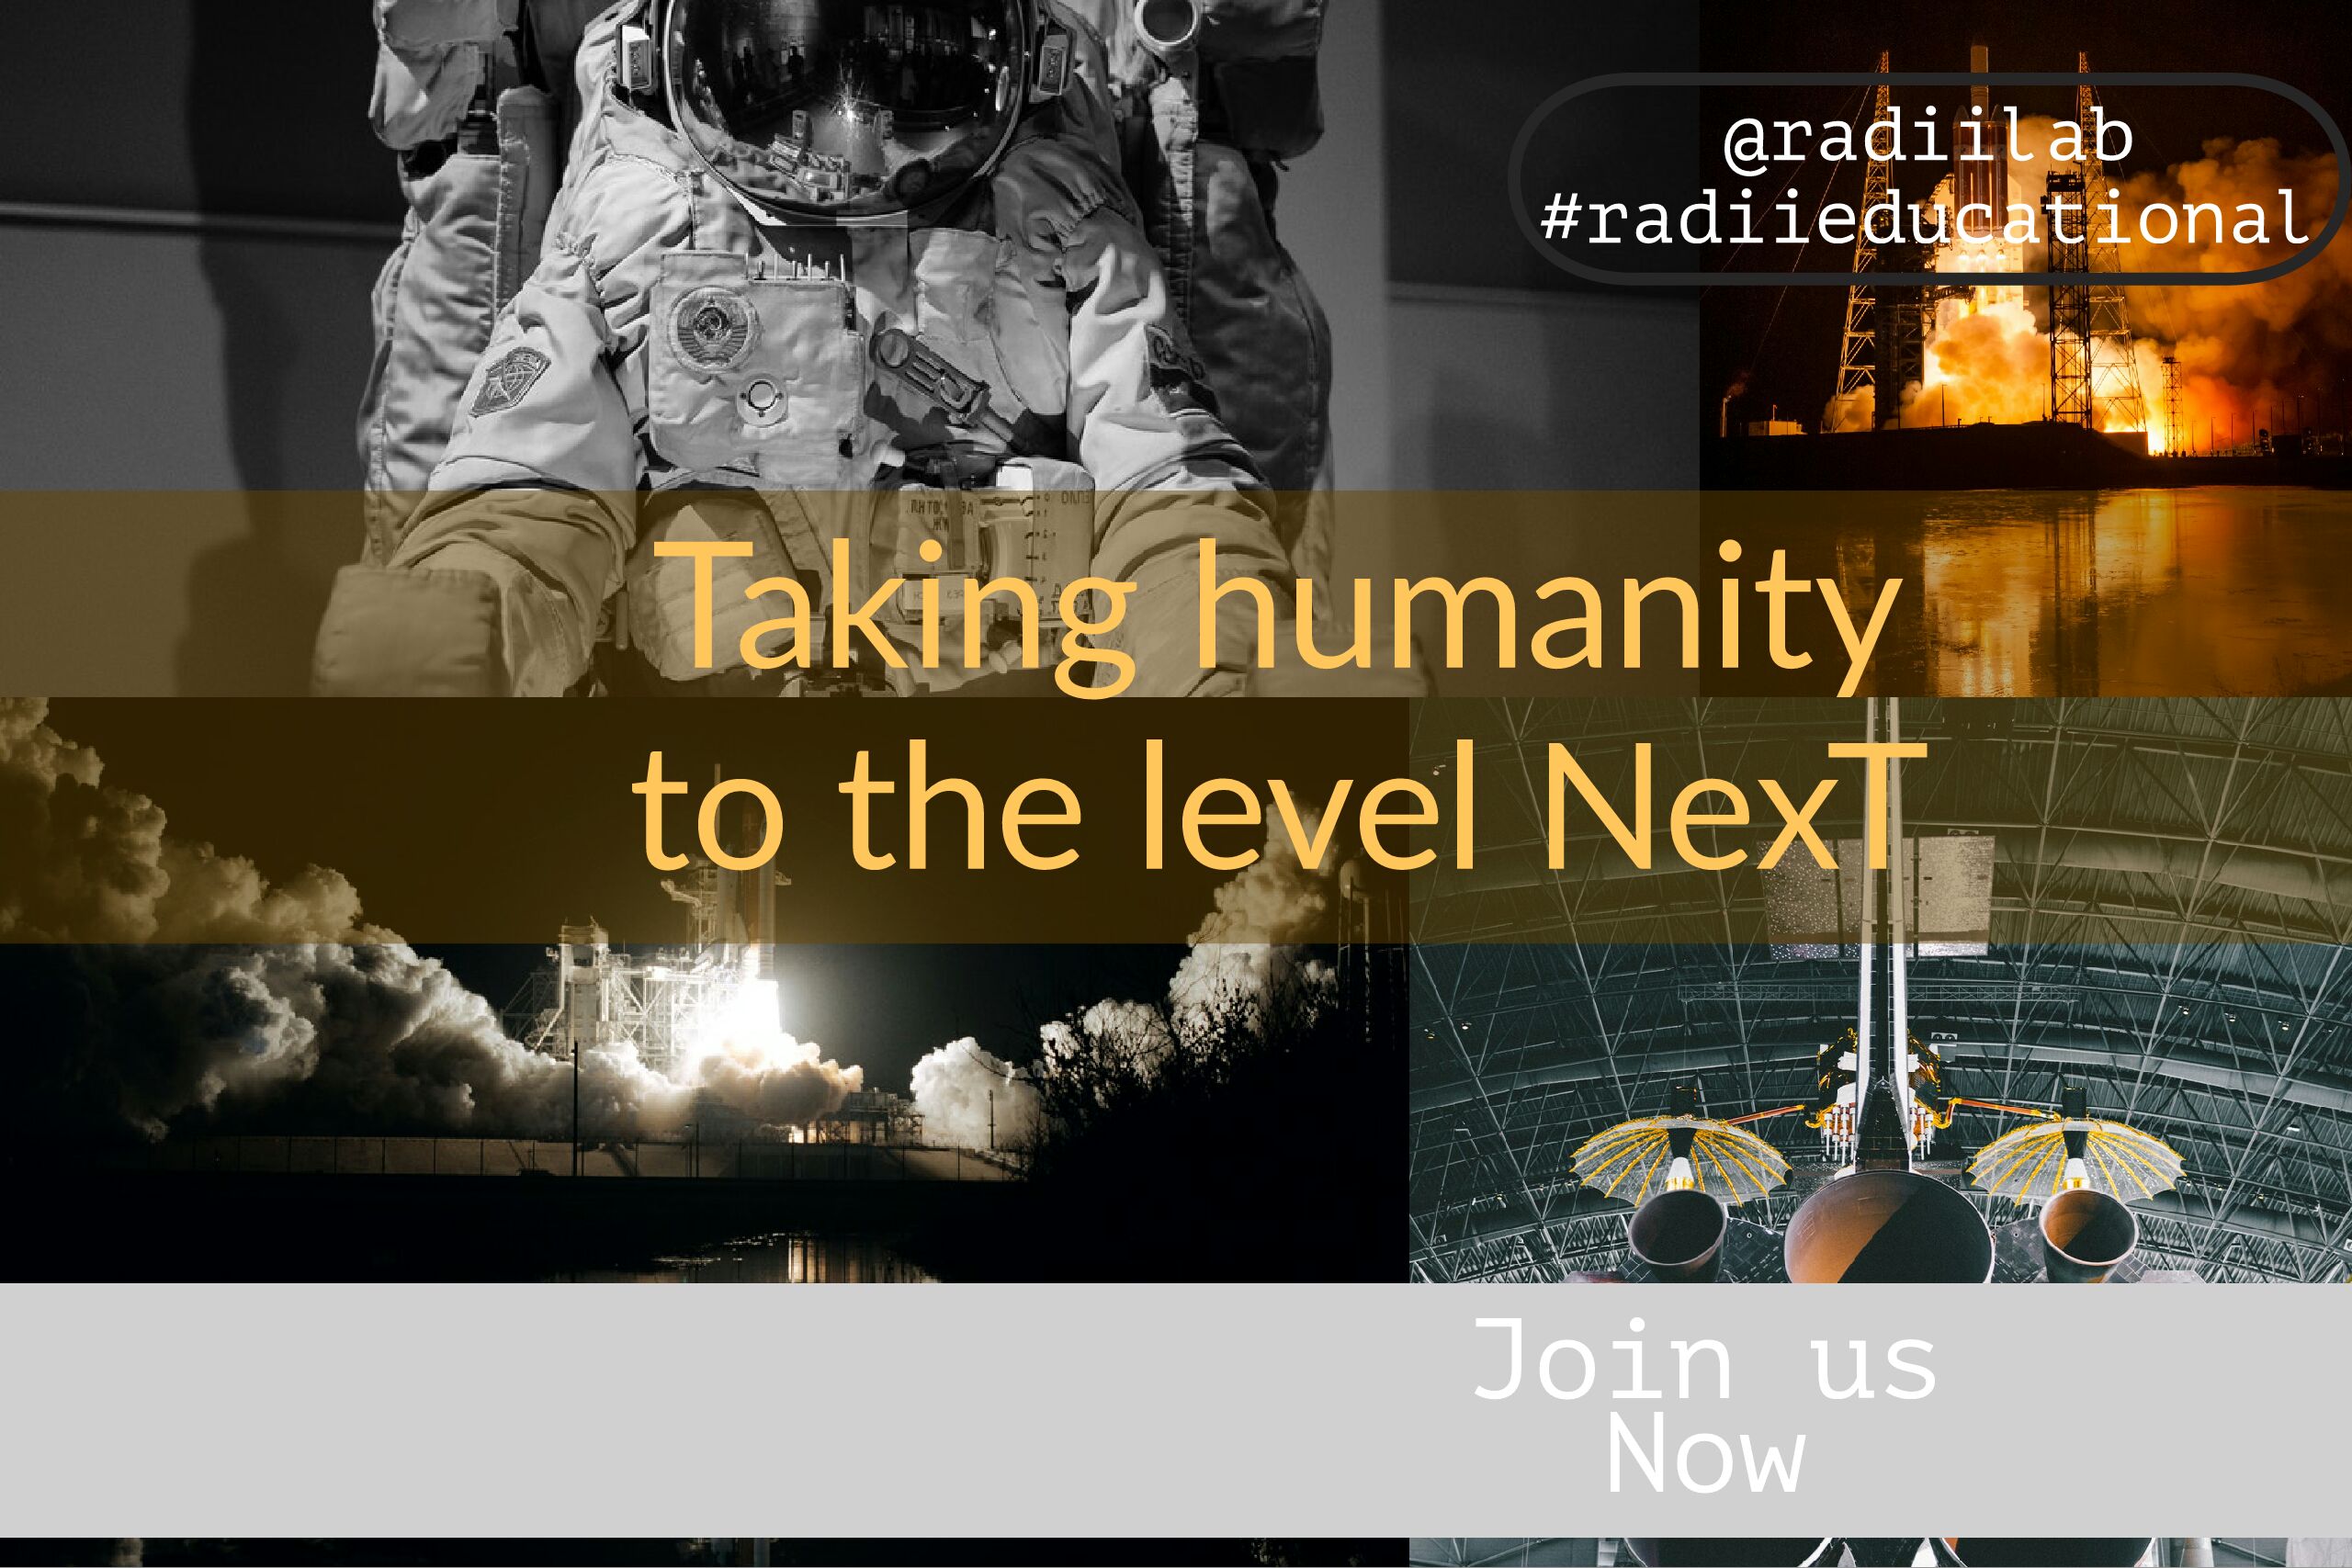 @radiilab
#radiieducational
Taking humanity
to the level NexT
Join us
Now